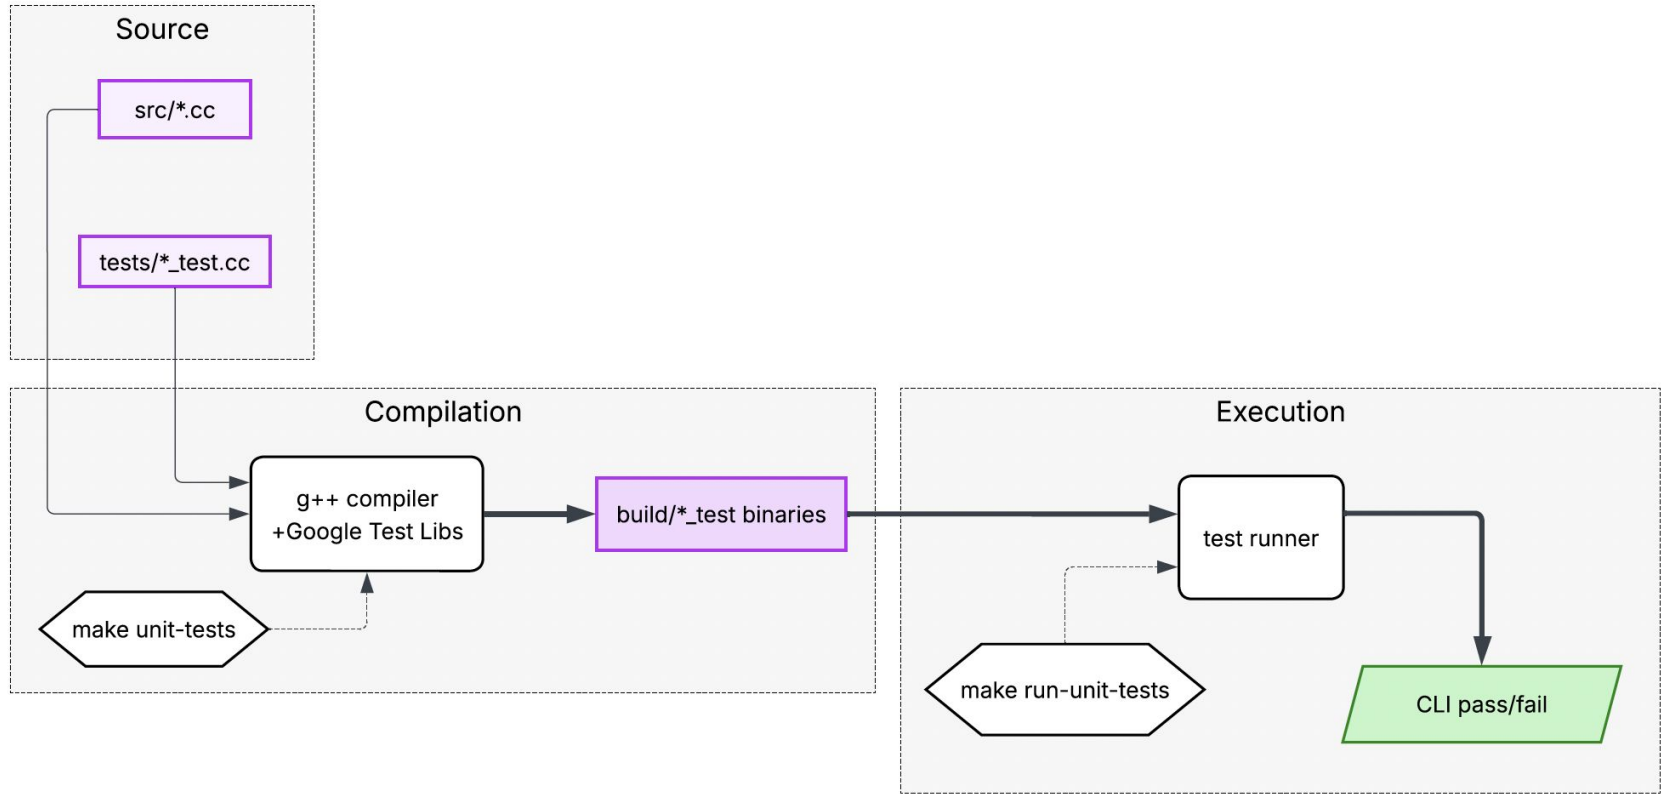 Source
src/*.cc
tests/*_test.cc
Compilation
g++ compiler
+Google Test Libs
build/*_test binaries
make unit-tests
Execution
test runner
make run-unit-tests
CLI pass/fail